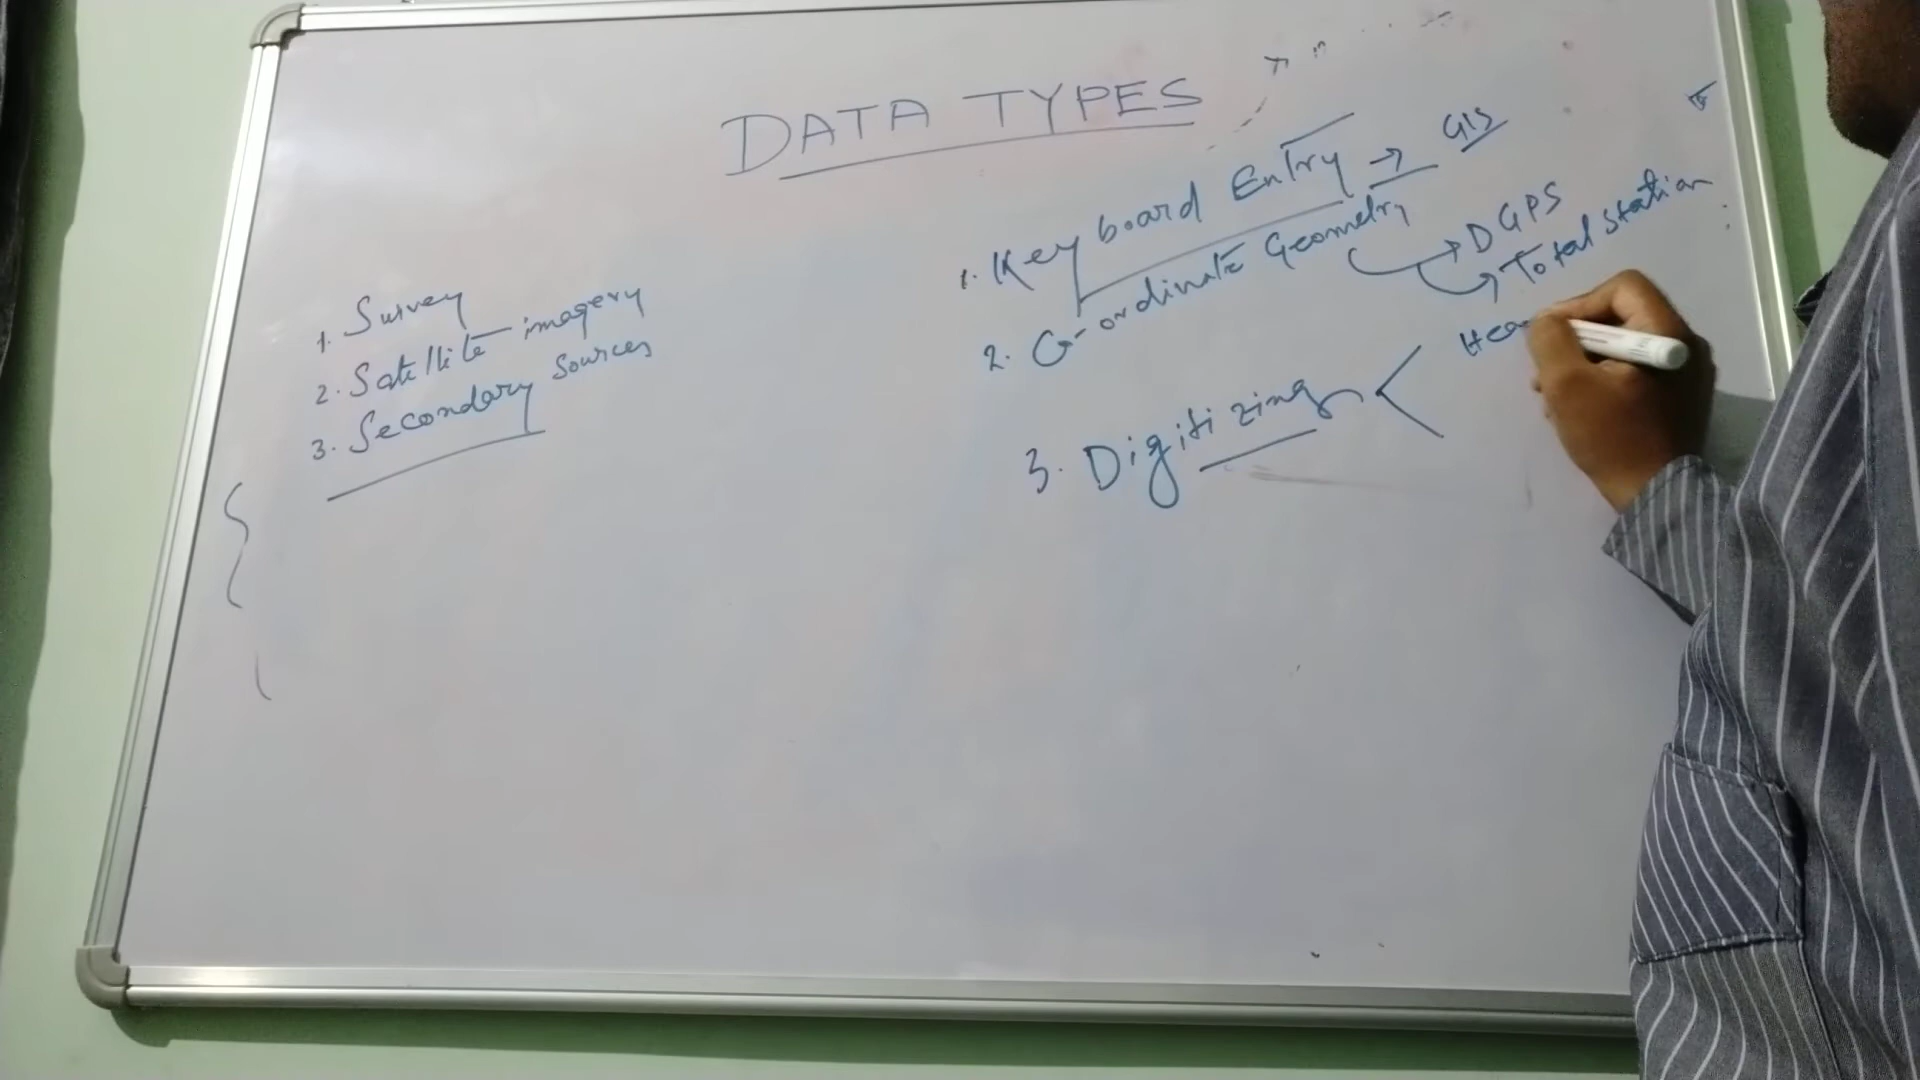 DATA TYPES
1. Survey
2. Satellite imagery
3. Secondary Sources
1. Keyboard Entry → GIS
2. Co-ordinate Geometry → DGPS
→ Total Station
3. Digitizing